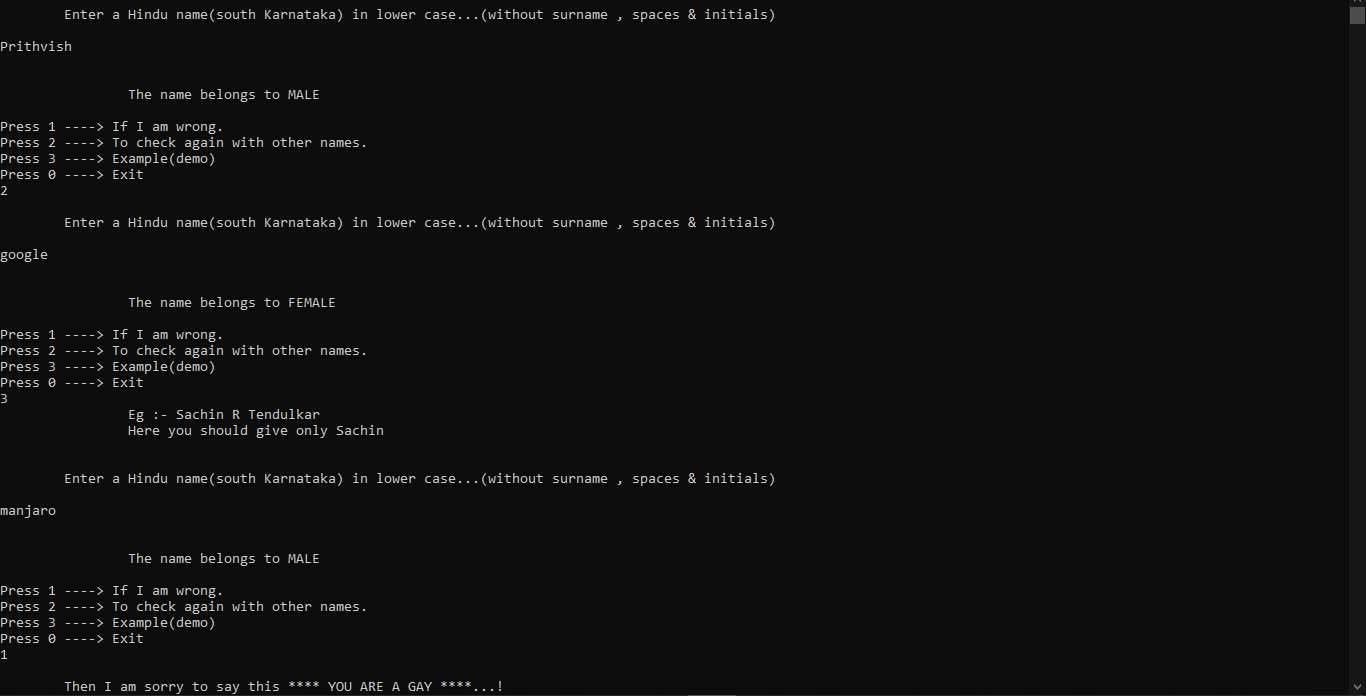 Enter a Hindu name(south Karnataka) in lower case...(without surname , spaces & initials)
Prithvish
The name belongs to MALE
Press 1 ----> If I am wrong.
Press 2 ----> To check again with other names.
Press 3 ----> Example(demo)
Press 0 ----> Exit
2
Enter a Hindu name(south Karnataka) in lower case...(without surname , spaces & initials)
google
The name belongs to FEMALE
Press 1 ----> If I am wrong.
Press 2 ----> To check again with other names.
Press 3 ----> Example(demo)
Press 0 ----> Exit
3
Eg :- Sachin R Tendulkar
Here you should give only Sachin
Enter a Hindu name(south Karnataka) in lower case...(without surname , spaces & initials)
manjaro
The name belongs to MALE
Press 1 ----> If I am wrong.
Press 2 ----> To check again with other names.
Press 3 ----> Example(demo)
Press 0 ----> Exit
1
Then I am sorry to say this **** YOU ARE A GAY ****...!